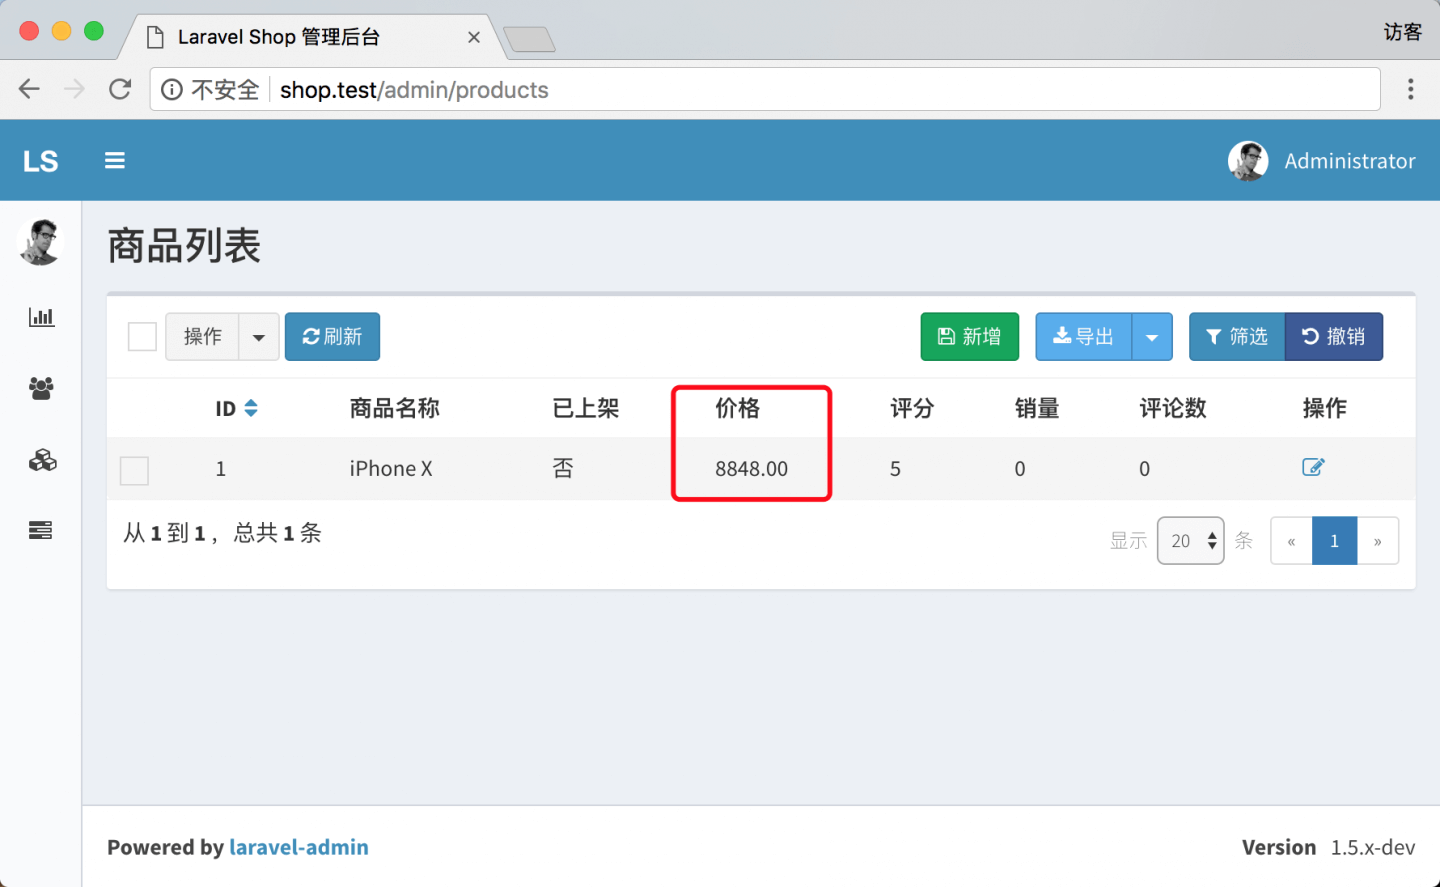 Laravel Shop 管理后台
访客
不安全 shop.test/admin/products
LS
Administrator
商品列表
操作 刷新 新增 导出 筛选 撤销
ID 商品名称 已上架 价格 评分 销量 评论数 操作
1 iPhone X 否 8848.00 5 0 0
从 1 到 1 ，总共 1 条
显示 20 条 « 1 »
Powered by laravel-admin
Version 1.5.x-dev